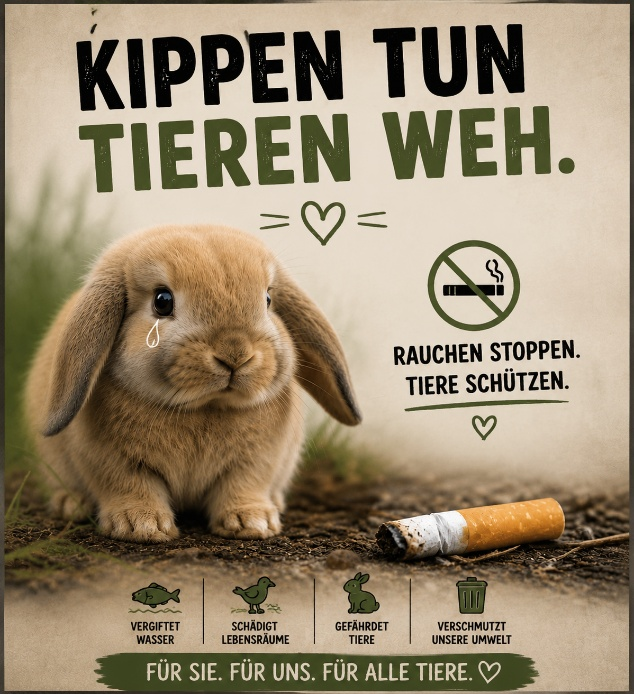 KIPPEN TUN
TIEREN WEH.
RAUCHEN STOPPEN.
TIERE SCHÜTZEN.
VERGIFTET
WASSER
SCHÄDIGT
LEBENSRÄUME
GEFÄHRDET
TIERE
VERSCHMUTZT
UNSERE UMWELT
FÜR SIE. FÜR UNS. FÜR ALLE TIERE.